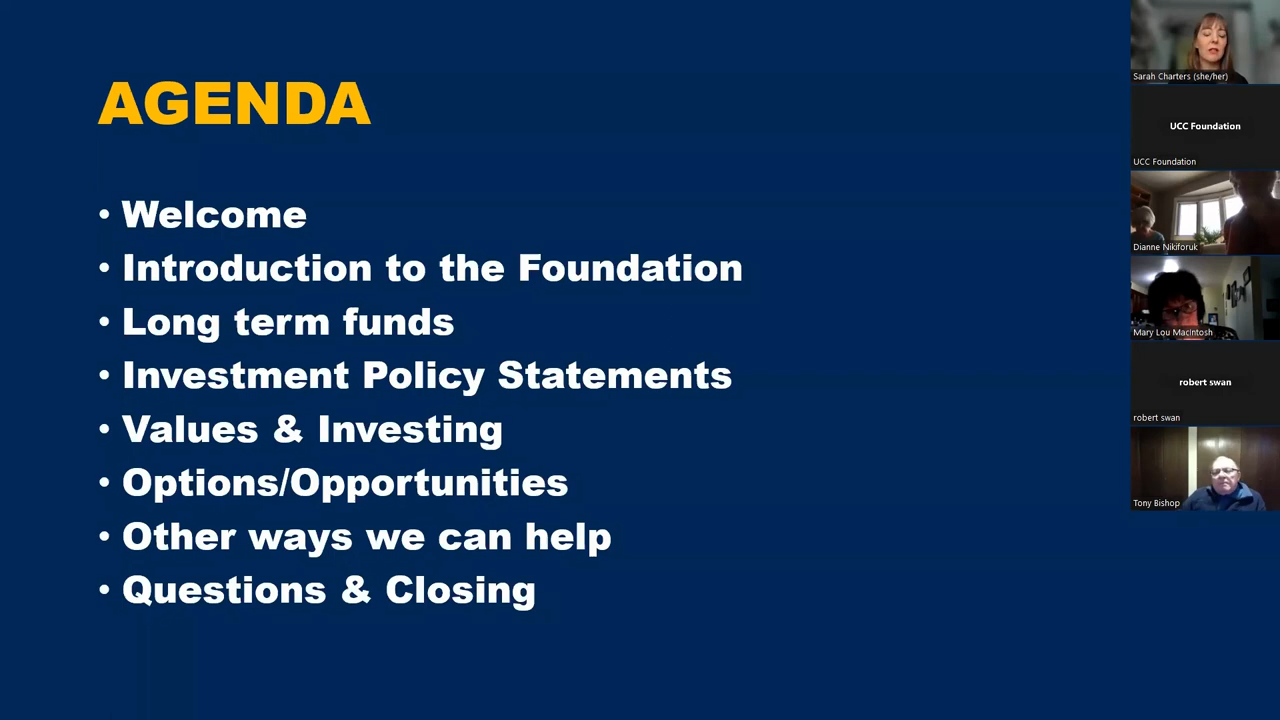 AGENDA
• Welcome
• Introduction to the Foundation
• Long term funds
• Investment Policy Statements
• Values & Investing
• Options/Opportunities
• Other ways we can help
• Questions & Closing
Sarah Charters (she/her)
UCC Foundation
UCC Foundation
Dianne Nikiforuk
Mary Lou MacIntosh
robert swan
robert swan
Tony Bishop